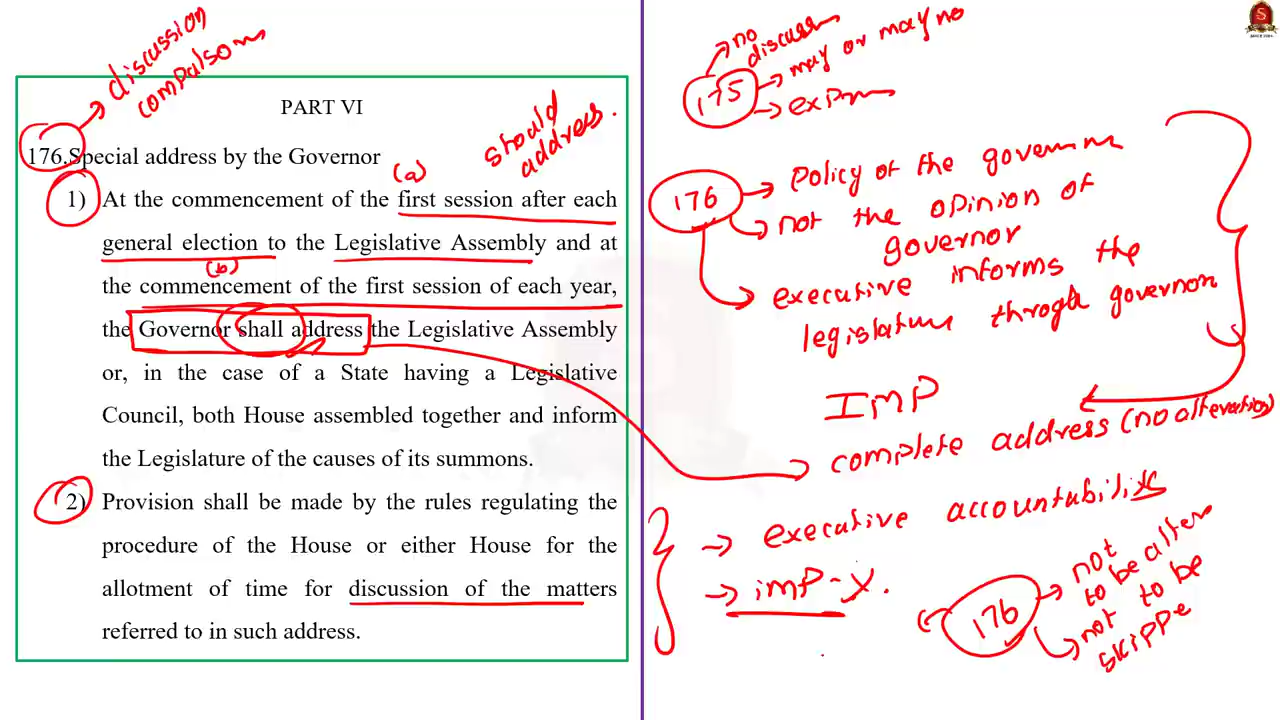 discussion
compulsory
PART VI
176.Special address by the Governor
should
address.
(a)
1) At the commencement of the first session after each
general election to the Legislative Assembly and at
(b)
the commencement of the first session of each year,
the Governor shall address the Legislative Assembly
or, in the case of a State having a Legislative
Council, both House assembled together and inform
the Legislature of the causes of its summons.
2) Provision shall be made by the rules regulating the
procedure of the House or either House for the
allotment of time for discussion of the matters
referred to in such address.
175
no
discussn
may or may no
176
Policy of the governme
not the opinion of
governor
executive informs the
legislature through governor
IMP
complete address (no alteration)
executive accountability
imp-
176
not
to be alter
not to be
skippe